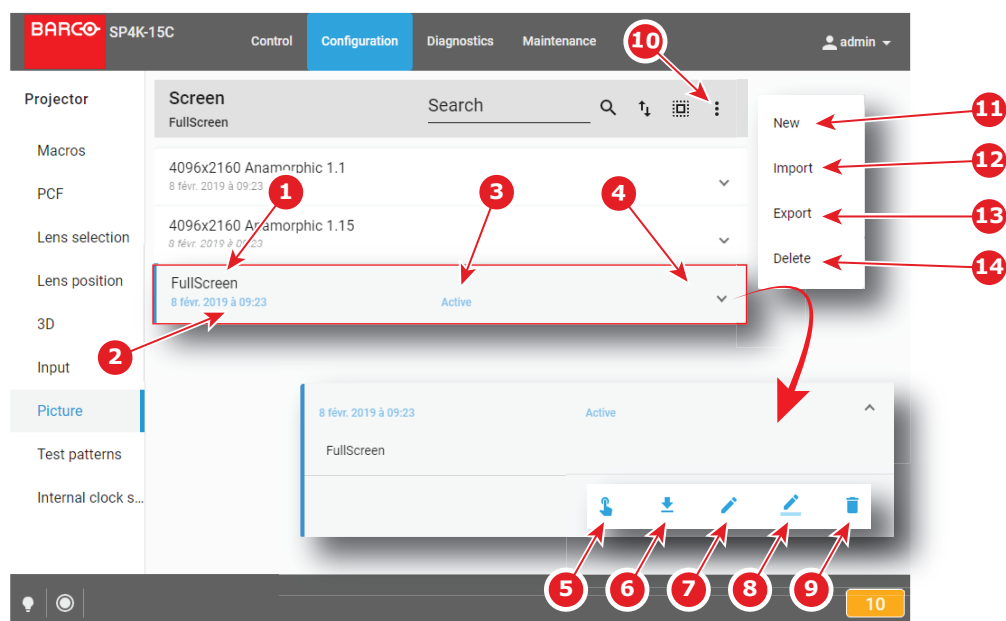 BARCO SP4K-15C Control Configuration Diagnostics Maintenance 10 admin
Projector
Macros
PCF
Lens selection
Lens position
3D
Input
Picture
Test patterns
Internal clock s...
Screen
FullScreen
Search
4096x2160 Anamorphic 1.1
8 févr. 2019 à 09:23
1
3
4
4096x2160 Anamorphic 1.15
8 févr. 2019 à 09:23
FullScreen
8 févr. 2019 à 09:23 Active
2
New 11
Import 12
Export 13
Delete 14
8 févr. 2019 à 09:23 Active
FullScreen
5 6 7 8 9
10